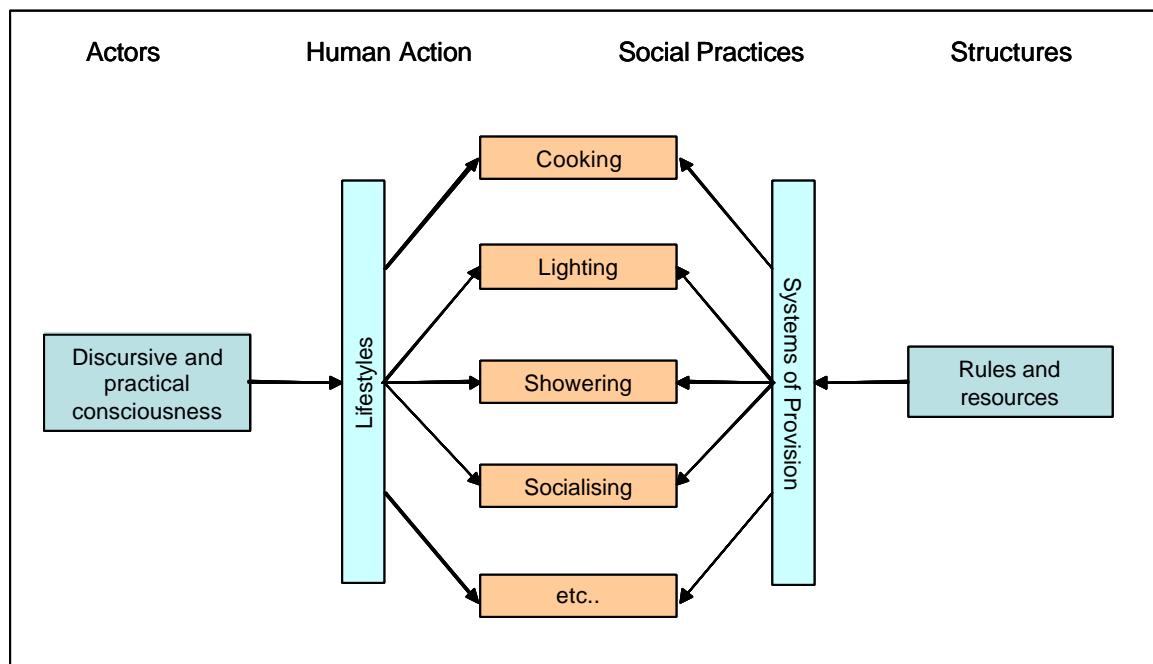 Actors
Human Action
Social Practices
Structures
Cooking
Lighting
Showering
Socialising
etc..
Discursive and
practical
consciousness
Lifestyles
Systems of Provision
Rules and
resources